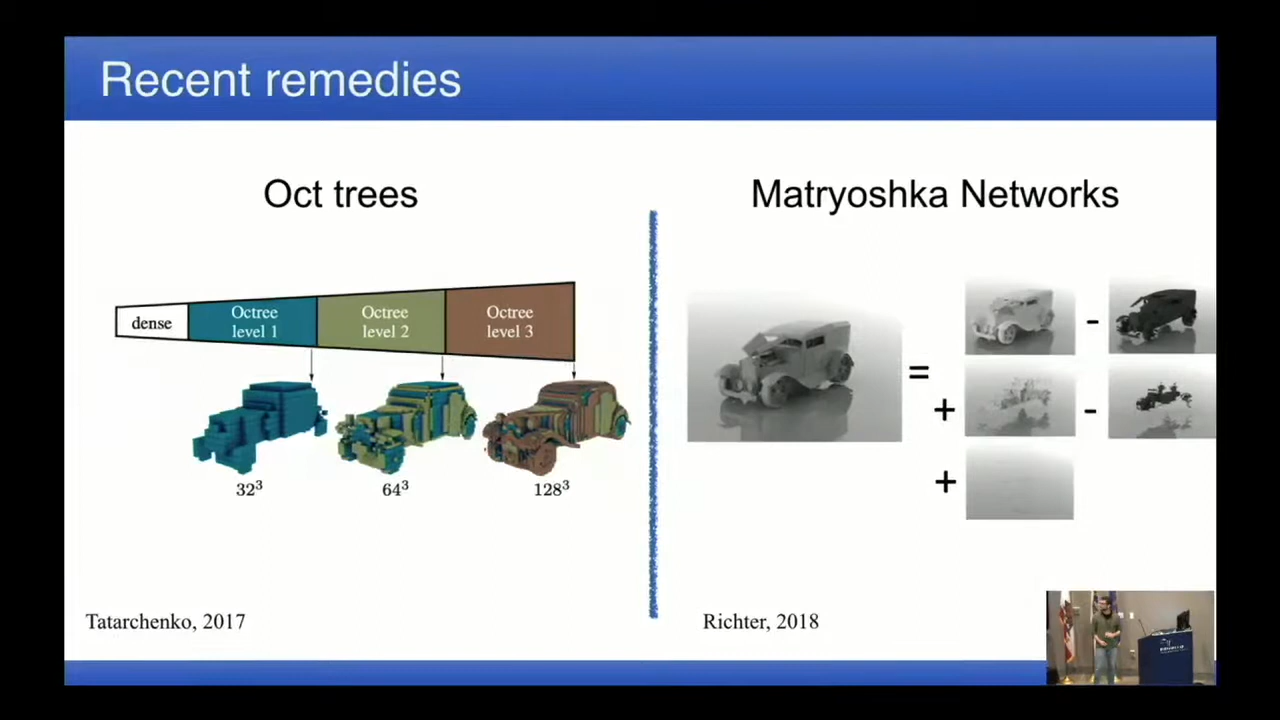 Recent remedies
Oct trees
Matryoshka Networks
dense
Octree
level 1
Octree
level 2
Octree
level 3
32³
64³
128³
=
-
+
-
+
Tatarchenko, 2017
Richter, 2018